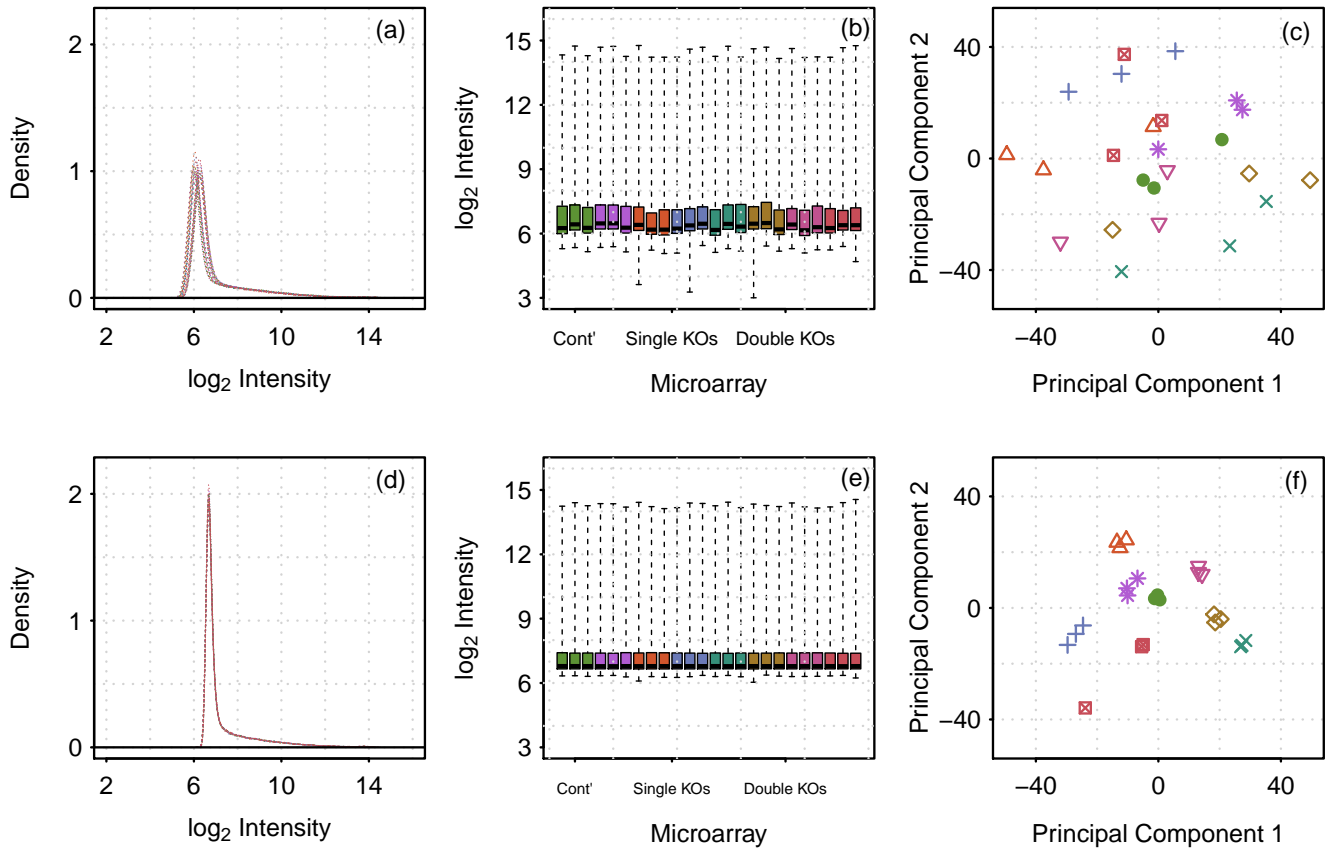 (a)
Density
2
1
0
2 6 10 14
log2 Intensity
(b)
log2 Intensity
15
12
9
6
3
Cont' Single KOs Double KOs
Microarray
(c)
Principal Component 2
40
0
−40
−40 0 40
Principal Component 1
(d)
Density
2
1
0
2 6 10 14
log2 Intensity
(e)
log2 Intensity
15
12
9
6
3
Cont' Single KOs Double KOs
Microarray
(f)
Principal Component 2
40
0
−40
−40 0 40
Principal Component 1